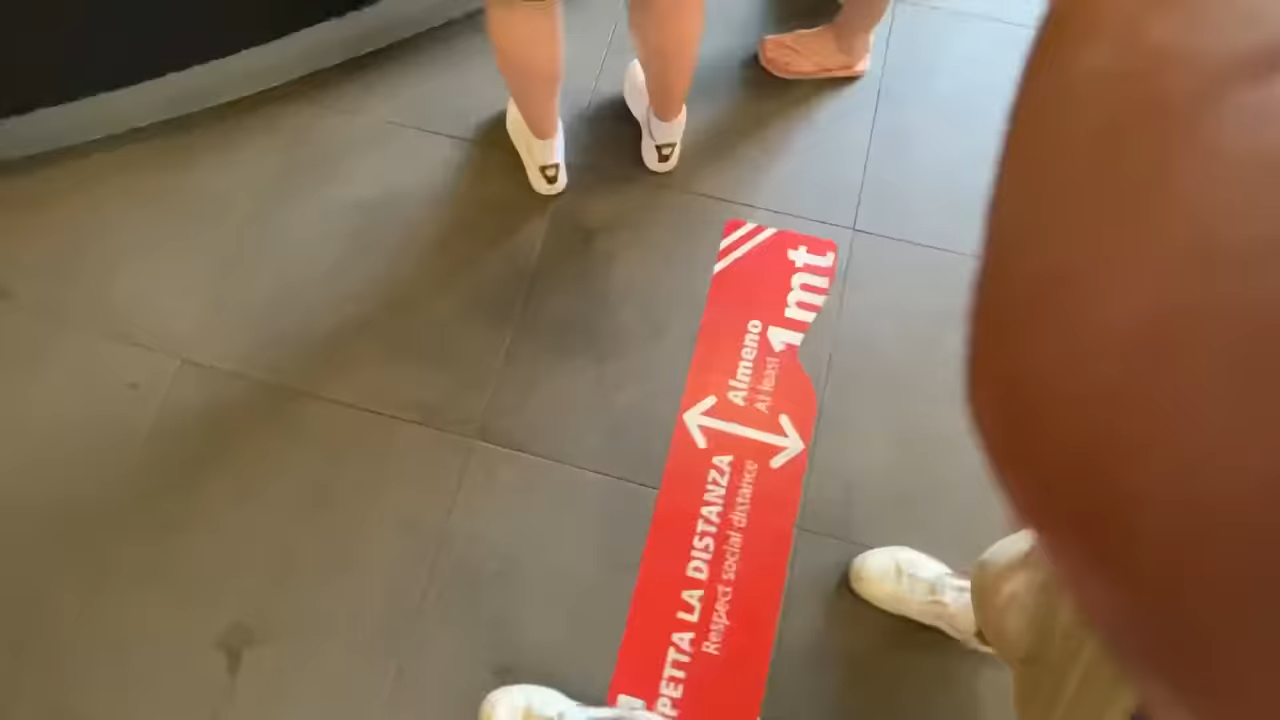 PETTA LA DISTANZA
Respect social distance
Almeno
At least
1mt